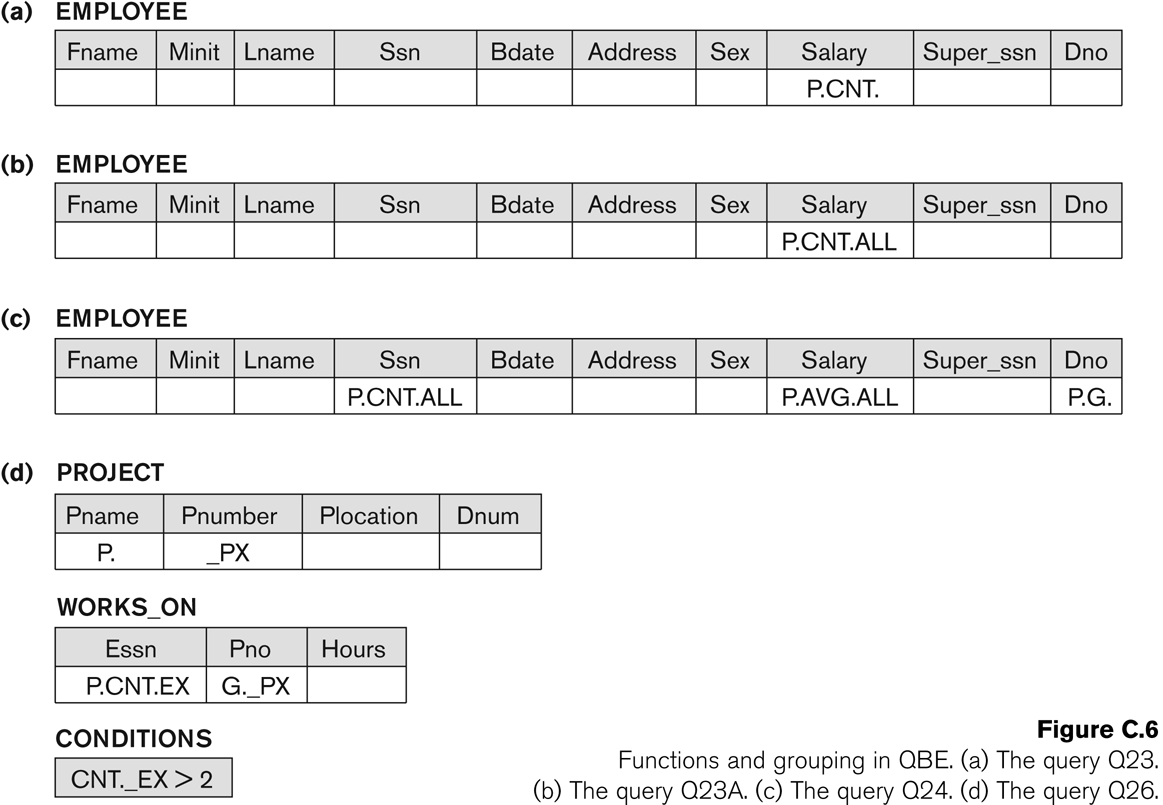 (a) EMPLOYEE
Fname Minit Lname Ssn Bdate Address Sex Salary Super_ssn Dno
P.CNT.
(b) EMPLOYEE
Fname Minit Lname Ssn Bdate Address Sex Salary Super_ssn Dno
P.CNT.ALL
(c) EMPLOYEE
Fname Minit Lname Ssn Bdate Address Sex Salary Super_ssn Dno
P.CNT.ALL P.AVG.ALL P.G.
(d) PROJECT
Pname Pnumber Plocation Dnum
P. _PX
WORKS_ON
Essn Pno Hours
P.CNT.EX G._PX
CONDITIONS
CNT._EX > 2
Figure C.6
Functions and grouping in QBE. (a) The query Q23.
(b) The query Q23A. (c) The query Q24. (d) The query Q26.